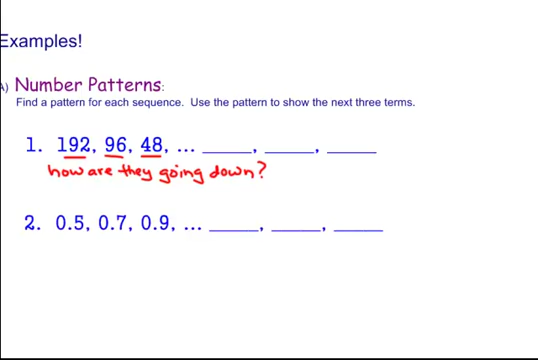 Examples!
A) Number Patterns:
Find a pattern for each sequence. Use the pattern to show the next three terms.
1. 192, 96, 48, ... _____, _____, _____
how are they going down?
2. 0.5, 0.7, 0.9, ... _____, _____, _____